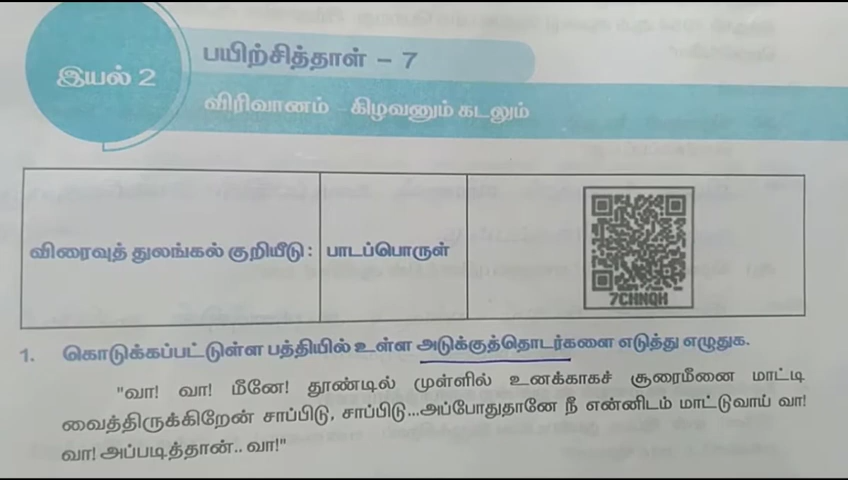 இயல் 2
பயிற்சித்தாள் – 7
விரிவானம் - கிழவனும் கடலும்
விரைவுத் துலங்கல் குறியீடு :
பாடப்பொருள்
7CHNQH
1. கொடுக்கப்பட்டுள்ள பத்தியில் உள்ள அடுக்குத்தொடர்களை எடுத்து எழுதுக.
"வா! வா! மீனே! தூண்டில் முள்ளில் உனக்காகச் சூரைமீனை மாட்டி
வைத்திருக்கிறேன் சாப்பிடு, சாப்பிடு...அப்போதுதானே நீ என்னிடம் மாட்டுவாய் வா!
வா! அப்படித்தான்.. வா!"